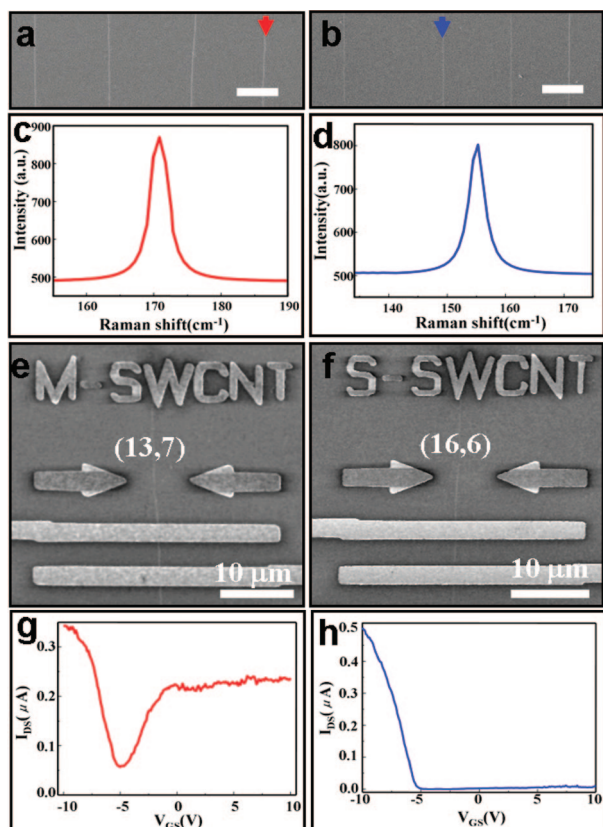 a
b
c
Intensity (a.u.)
900
800
700
600
500
160 170 180 190
Raman shift(cm⁻¹)
d
Intensity(a.u.)
800
700
600
500
140 150 160 170
Raman shift(cm⁻¹)
e
M-SWCNT
(13,7)
10 μm
f
S-SWCNT
(16,6)
10 μm
g
I_DS(μA)
0.3
0.2
0.1
0.0
-10 -5 0 5 10
V_GS(V)
h
I_DS(μA)
0.5
0.4
0.3
0.2
0.1
0.0
-10 -5 0 5 10
V_GS(V)